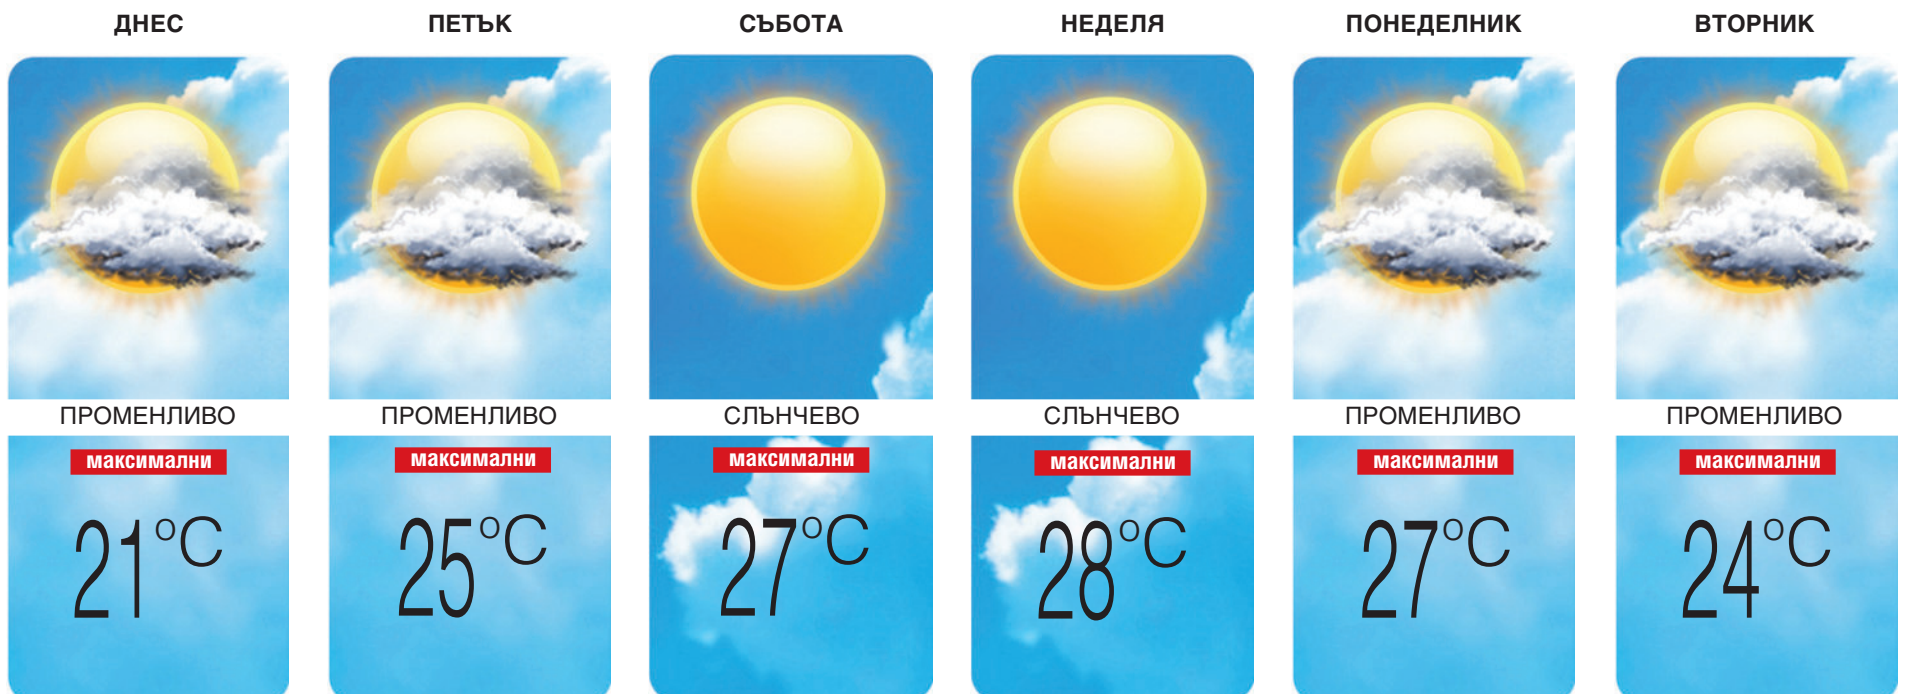 ДНЕС ПЕТЪК СЪБОТА НЕДЕЛЯ ПОНЕДЕЛНИК ВТОРНИК
ПРОМЕНЛИВО ПРОМЕНЛИВО СЛЪНЧЕВО СЛЪНЧЕВО ПРОМЕНЛИВО ПРОМЕНЛИВО
максимални максимални максимални максимални максимални максимални
21°C 25°C 27°C 28°C 27°C 24°C